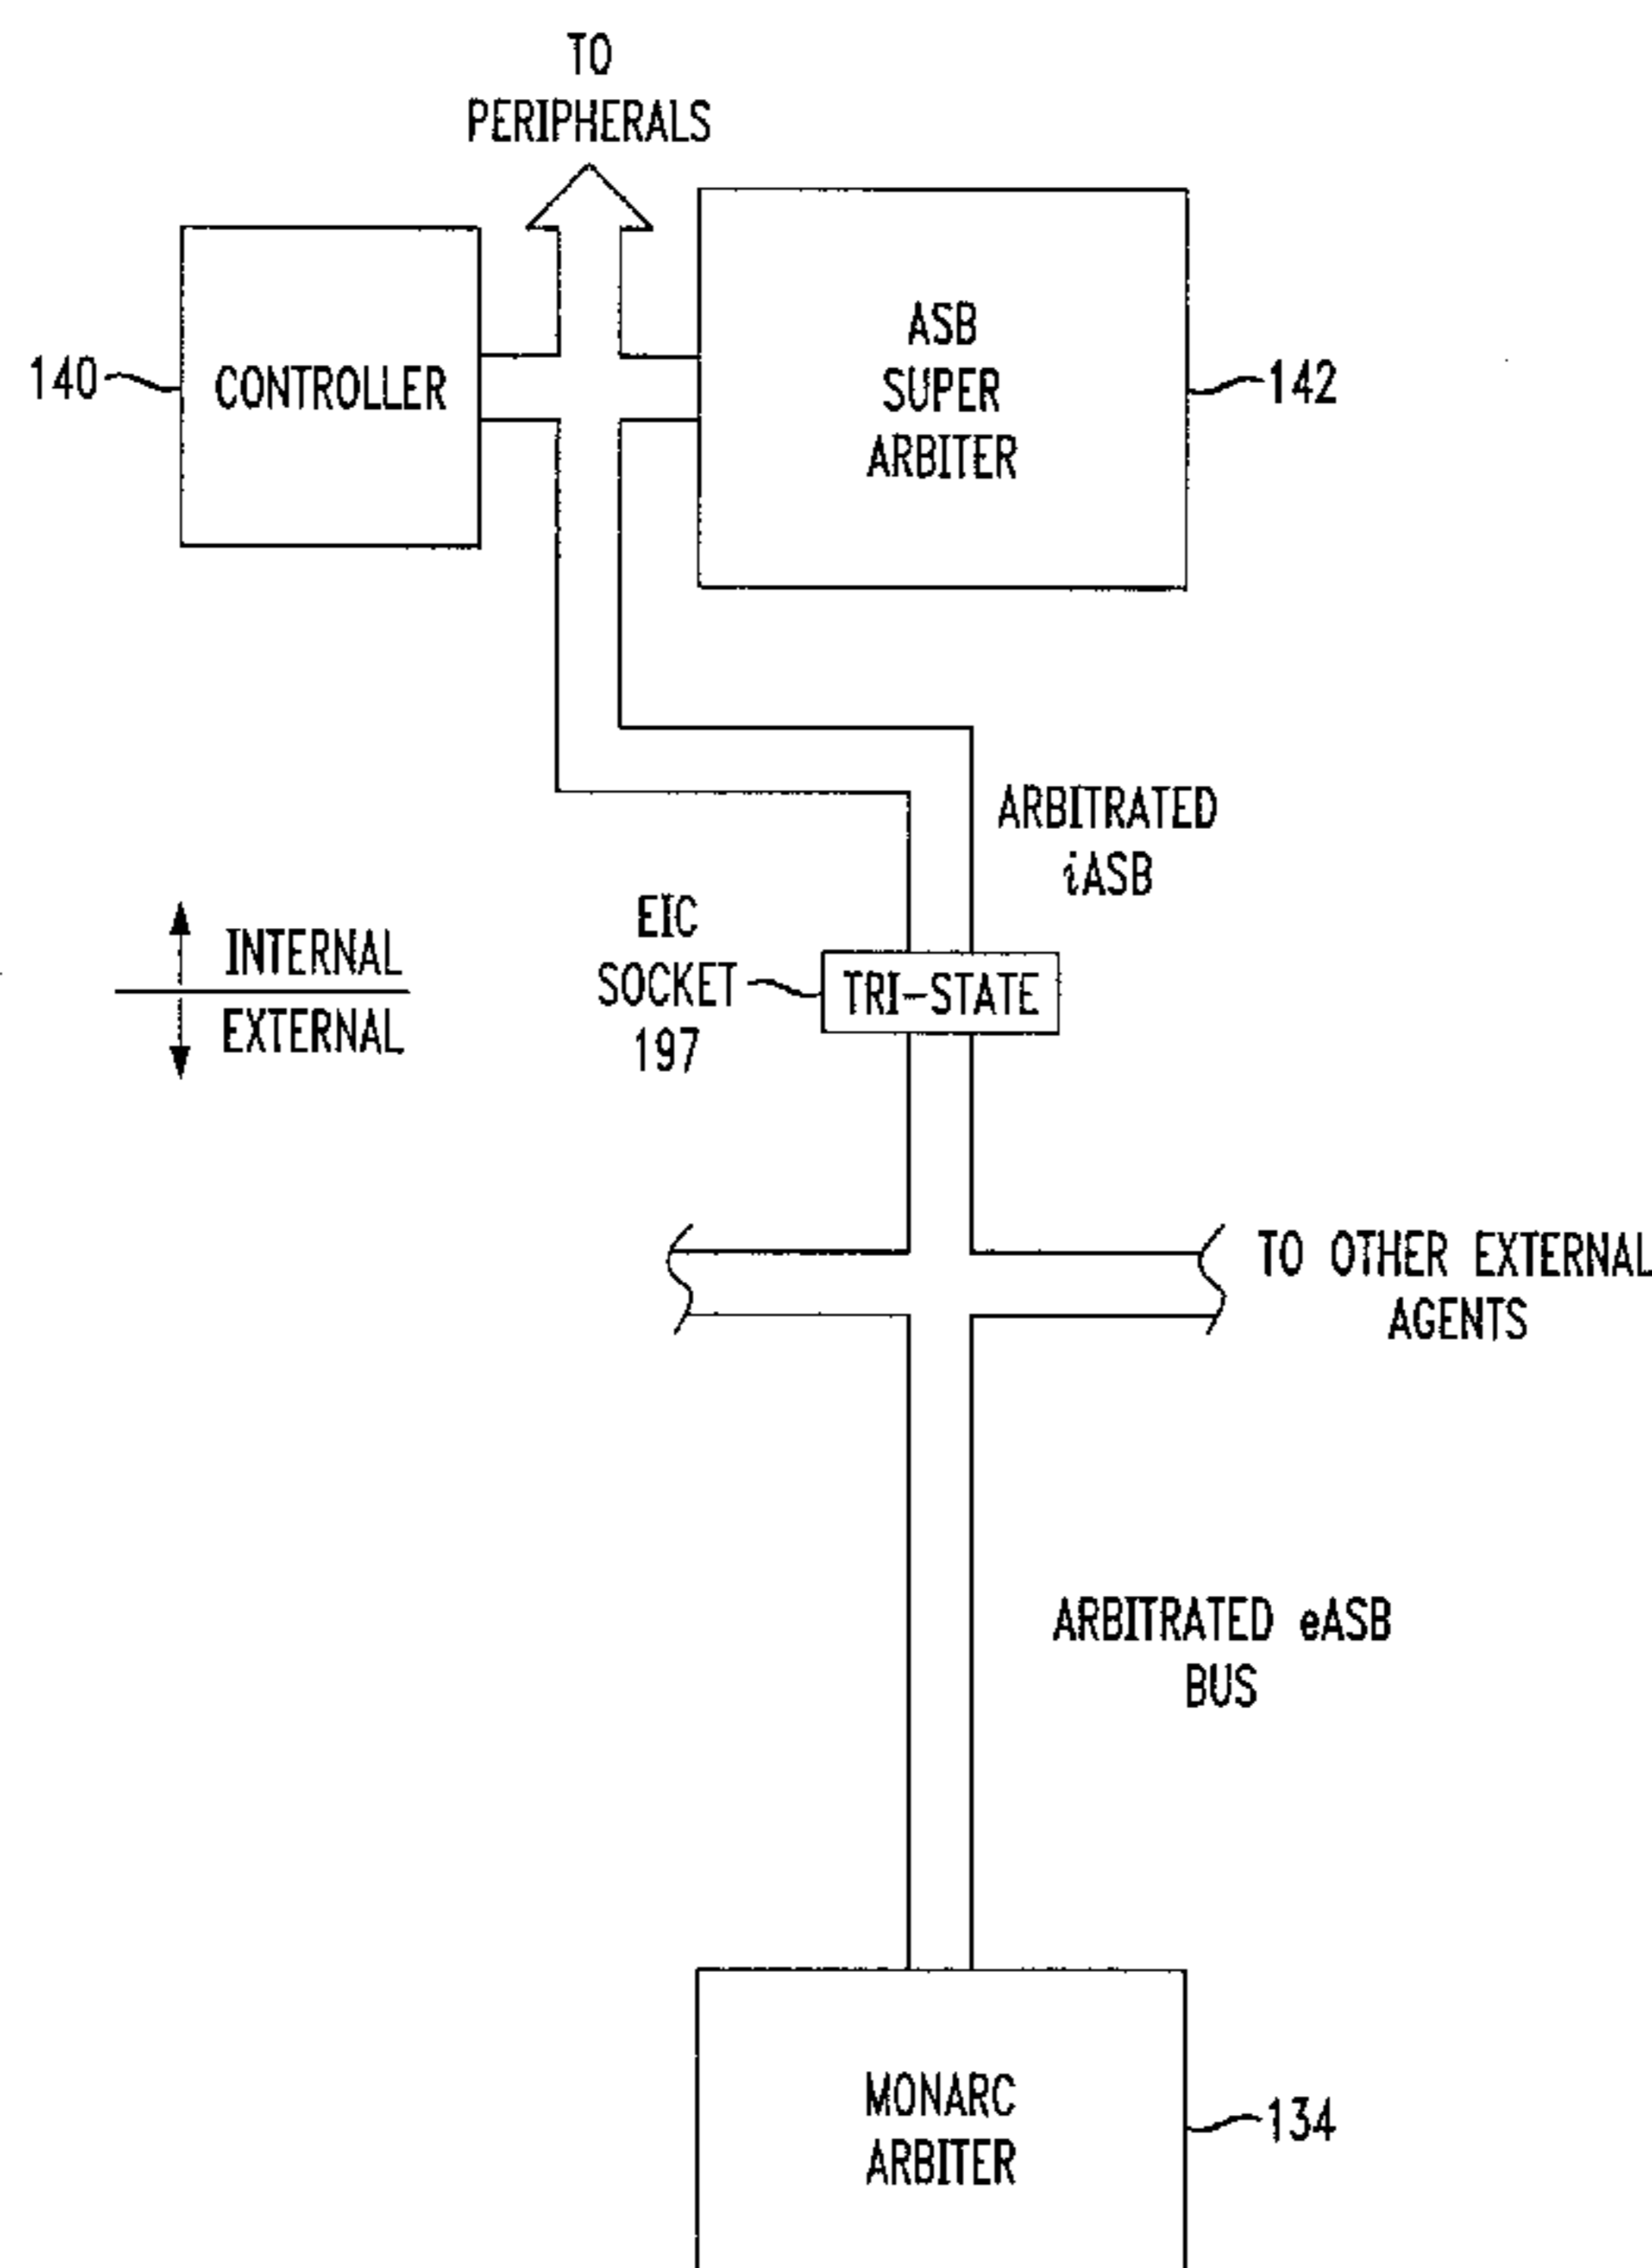 TO
PERIPHERALS
140
CONTROLLER
ASB
SUPER
ARBITER
142
ARBITRATED
iASB
INTERNAL
EXTERNAL
EIC
SOCKET
197
TRI-STATE
TO OTHER EXTERNAL
AGENTS
ARBITRATED eASB
BUS
MONARC
ARBITER
134